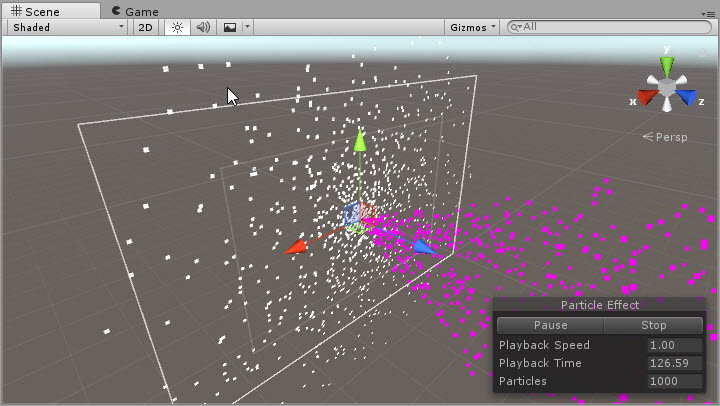 Scene Game
Shaded 2D Gizmos All
y
x z
Persp
Particle Effect
Pause Stop
Playback Speed 1.00
Playback Time 126.59
Particles 1000